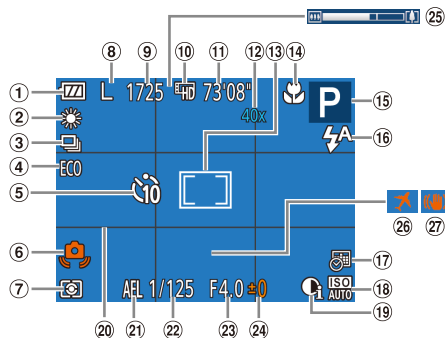 8 9 10 11 12 13 14 25
1 L 1725 HD 73'08" P 15
40x
2
3 A 16
4 ECO
5 10
26 27
6 17
7 AEL 1/125 F4.0 ±0 i ISO AUTO 18
19
20 21 22 23 24